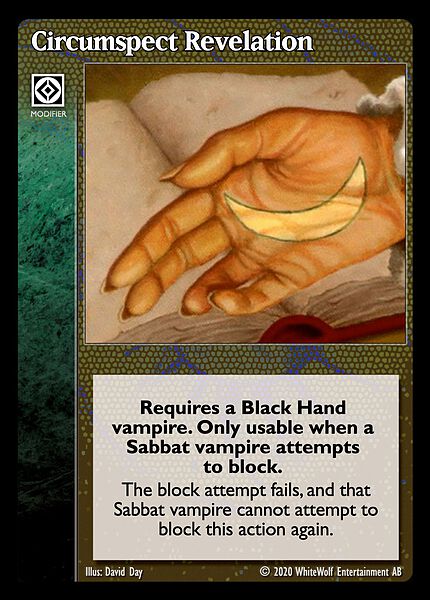 Circumspect Revelation
MODIFIER
Requires a Black Hand
vampire. Only usable when a
Sabbat vampire attempts
to block.
The block attempt fails, and that
Sabbat vampire cannot attempt to
block this action again.
Illus: David Day
© 2020 WhiteWolf Entertainment AB